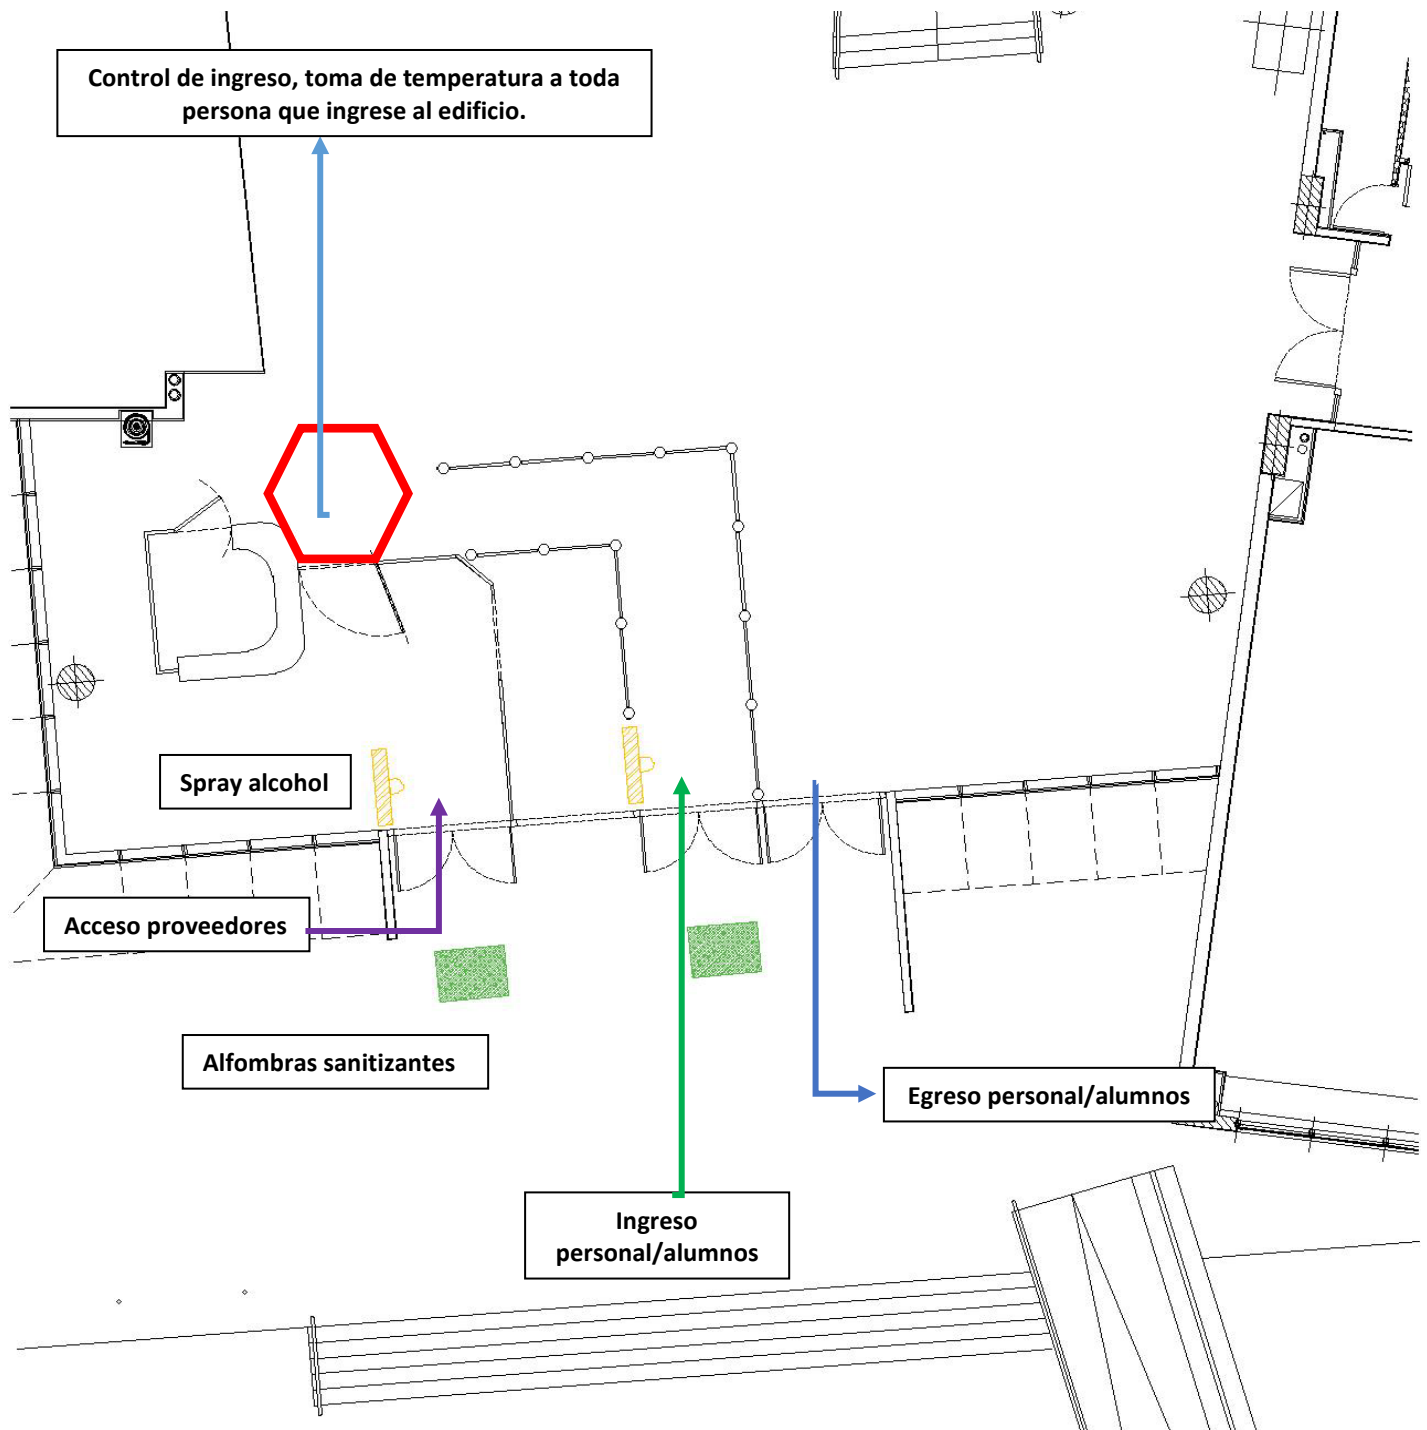 Control de ingreso, toma de temperatura a toda
persona que ingrese al edificio.
Spray alcohol
Acceso proveedores
Alfombras sanitizantes
Egreso personal/alumnos
Ingreso
personal/alumnos